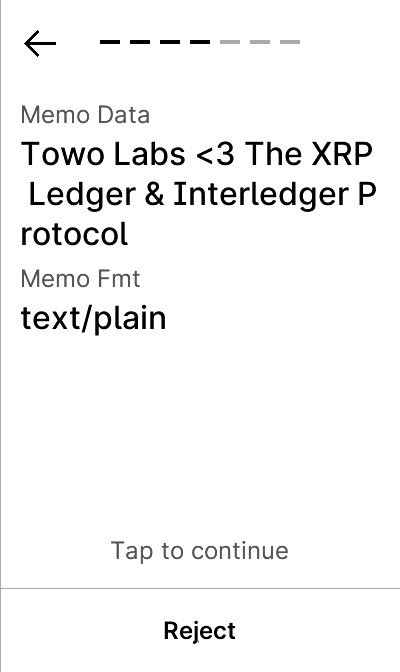 Memo Data
Towo Labs <3 The XRP
Ledger & Interledger P
rotocol
Memo Fmt
text/plain
Tap to continue
Reject